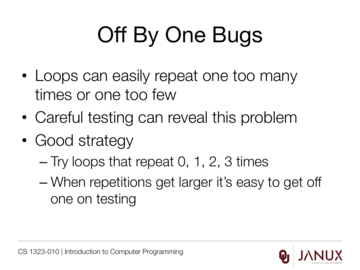 Off By One Bugs
• Loops can easily repeat one too many
times or one too few
• Careful testing can reveal this problem
• Good strategy
– Try loops that repeat 0, 1, 2, 3 times
– When repetitions get larger it's easy to get off
one on testing
CS 1323-010 | Introduction to Computer Programming
JANUX